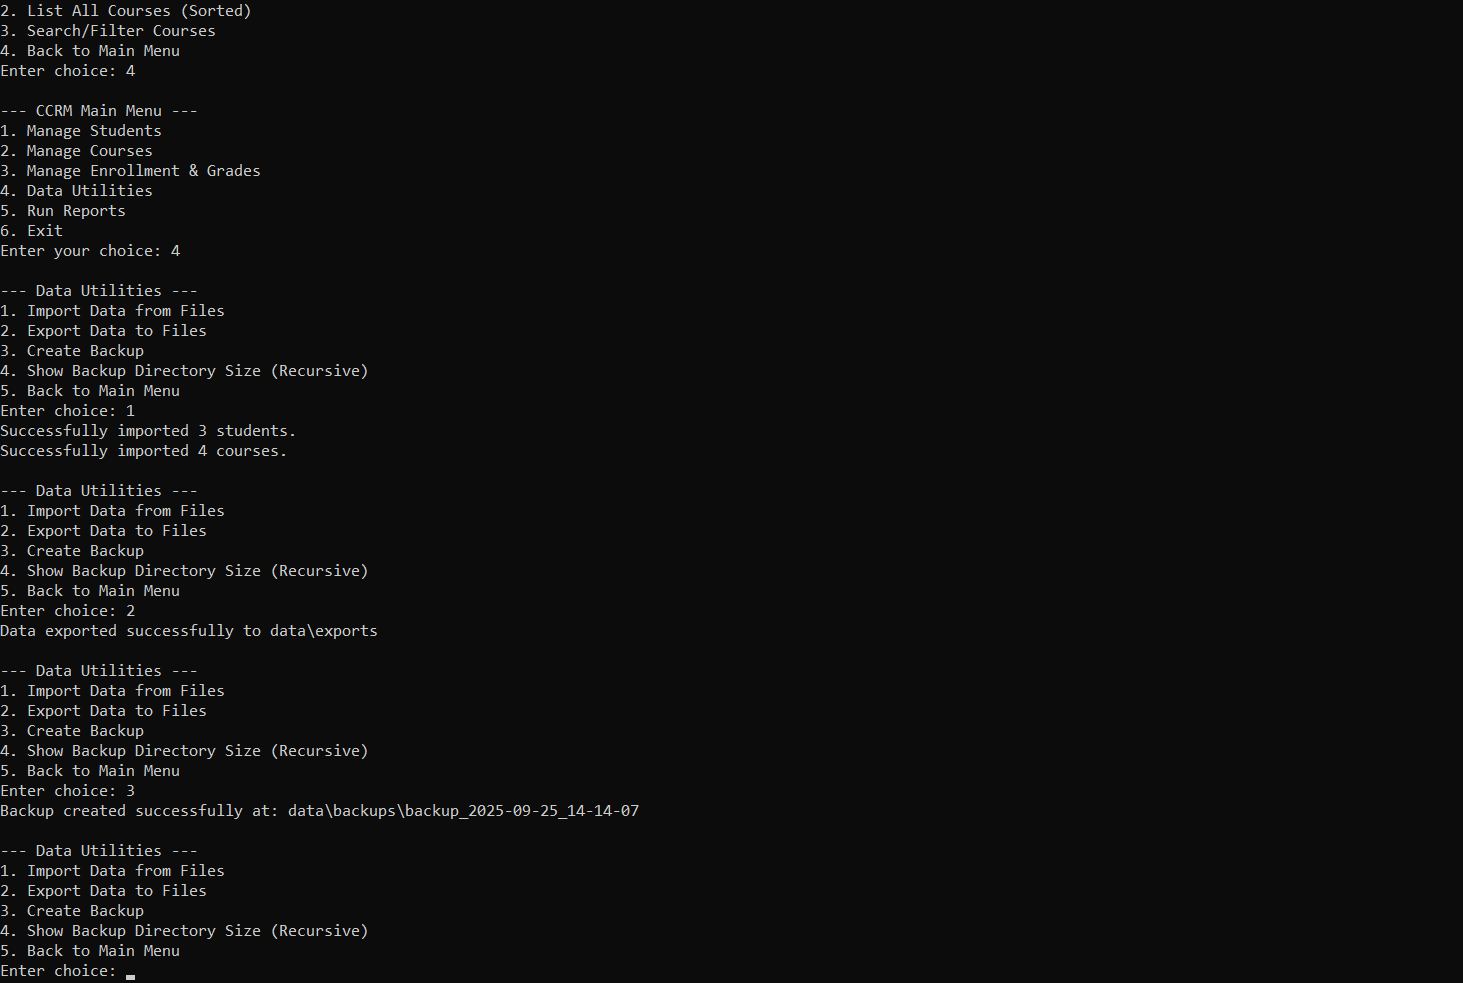 2. List All Courses (Sorted)
3. Search/Filter Courses
4. Back to Main Menu
Enter choice: 4
--- CCRM Main Menu ---
1. Manage Students
2. Manage Courses
3. Manage Enrollment & Grades
4. Data Utilities
5. Run Reports
6. Exit
Enter your choice: 4
--- Data Utilities ---
1. Import Data from Files
2. Export Data to Files
3. Create Backup
4. Show Backup Directory Size (Recursive)
5. Back to Main Menu
Enter choice: 1
Successfully imported 3 students.
Successfully imported 4 courses.
--- Data Utilities ---
1. Import Data from Files
2. Export Data to Files
3. Create Backup
4. Show Backup Directory Size (Recursive)
5. Back to Main Menu
Enter choice: 2
Data exported successfully to data\exports
--- Data Utilities ---
1. Import Data from Files
2. Export Data to Files
3. Create Backup
4. Show Backup Directory Size (Recursive)
5. Back to Main Menu
Enter choice: 3
Backup created successfully at: data\backups\backup_2025-09-25_14-14-07
--- Data Utilities ---
1. Import Data from Files
2. Export Data to Files
3. Create Backup
4. Show Backup Directory Size (Recursive)
5. Back to Main Menu
Enter choice: